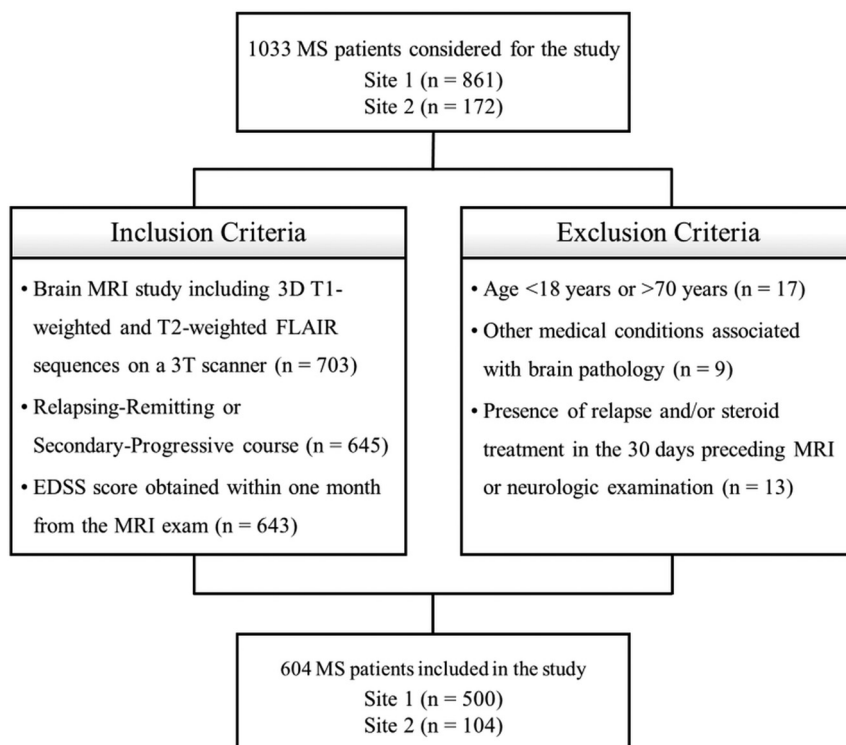 1033 MS patients considered for the study
Site 1 (n = 861)
Site 2 (n = 172)
Inclusion Criteria
• Brain MRI study including 3D T1-
weighted and T2-weighted FLAIR
sequences on a 3T scanner (n = 703)
• Relapsing-Remitting or
Secondary-Progressive course (n = 645)
• EDSS score obtained within one month
from the MRI exam (n = 643)
Exclusion Criteria
• Age <18 years or >70 years (n = 17)
• Other medical conditions associated
with brain pathology (n = 9)
• Presence of relapse and/or steroid
treatment in the 30 days preceding MRI
or neurologic examination (n = 13)
604 MS patients included in the study
Site 1 (n = 500)
Site 2 (n = 104)